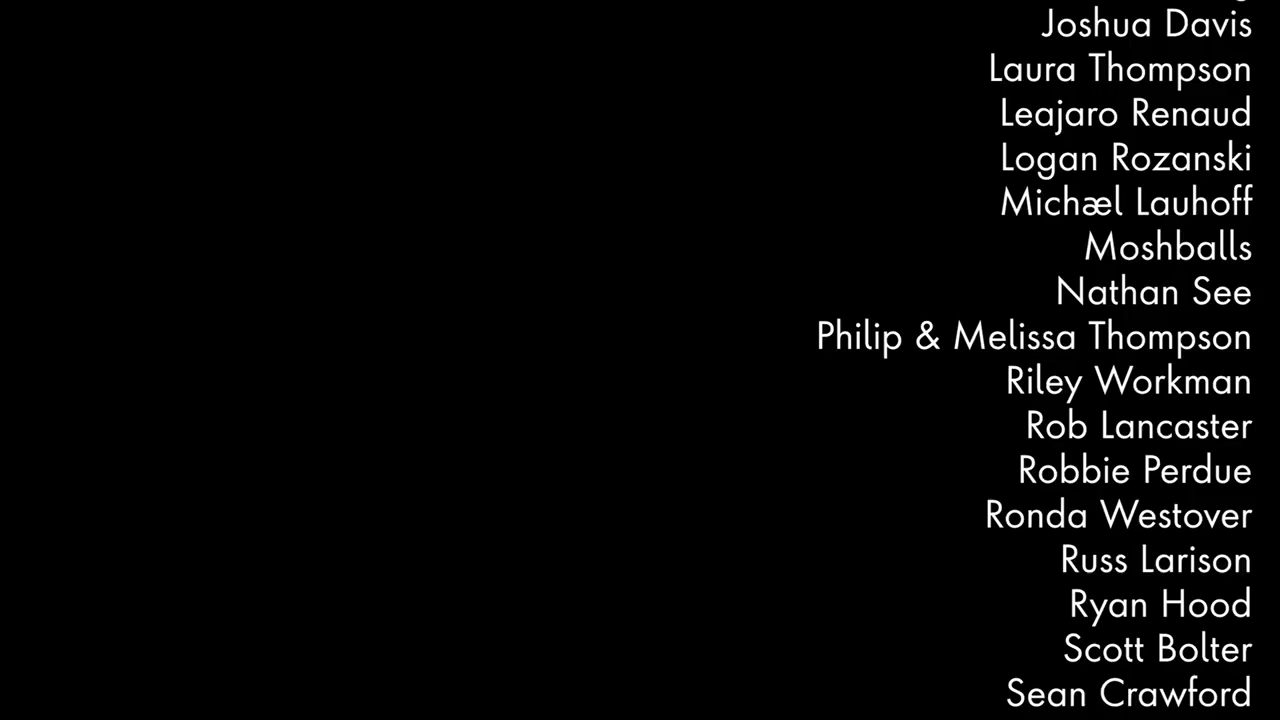 Joshua Davis
Laura Thompson
Leajaro Renaud
Logan Rozanski
Michæl Lauhoff
Moshballs
Nathan See
Philip & Melissa Thompson
Riley Workman
Rob Lancaster
Robbie Perdue
Ronda Westover
Russ Larison
Ryan Hood
Scott Bolter
Sean Crawford